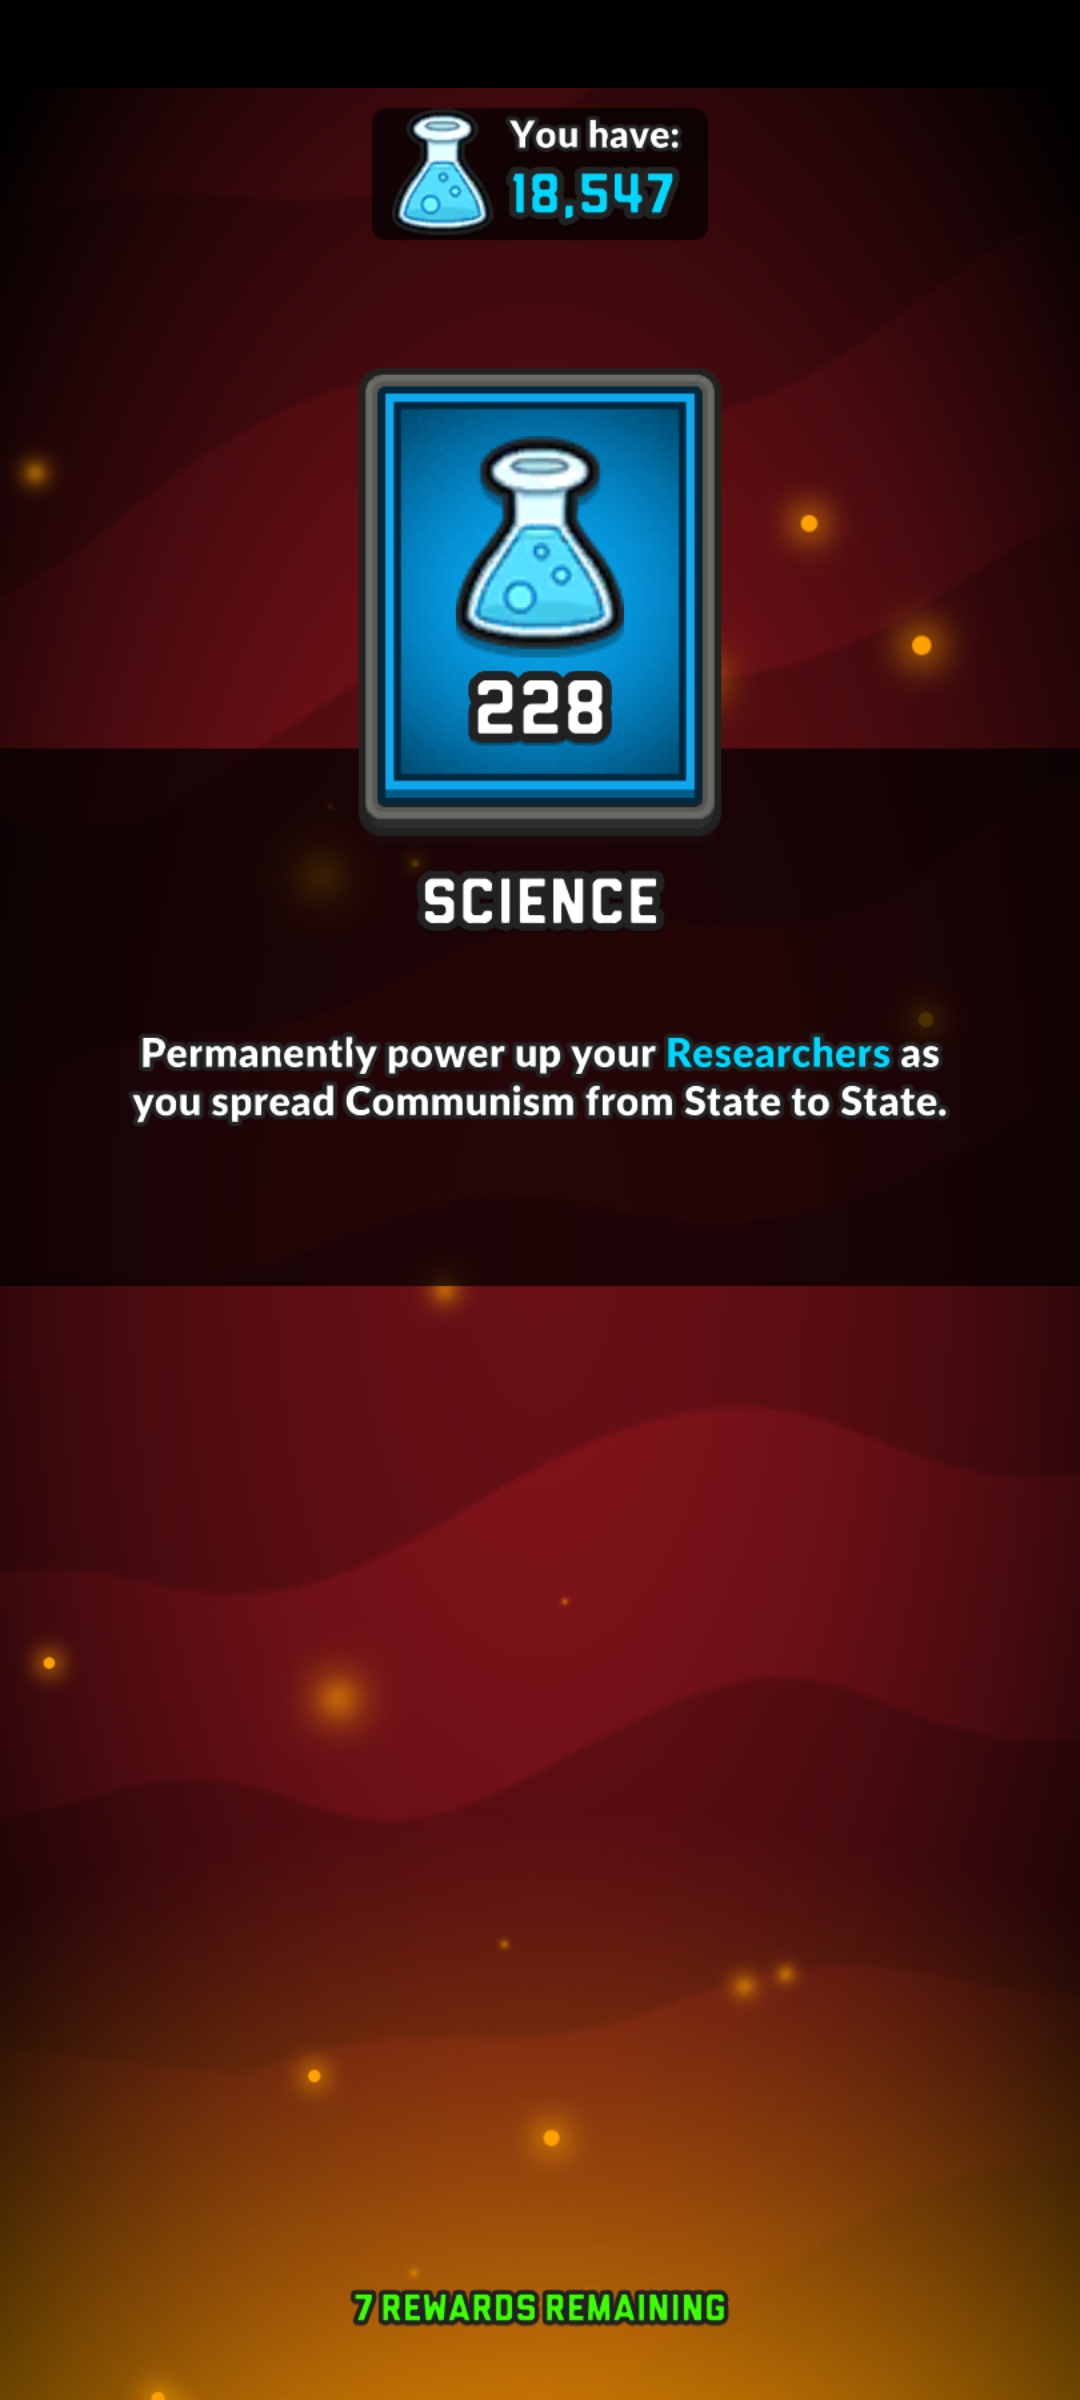 You have:
18,547
228
SCIENCE
Permanently power up your Researchers as
you spread Communism from State to State.
7 REWARDS REMAINING